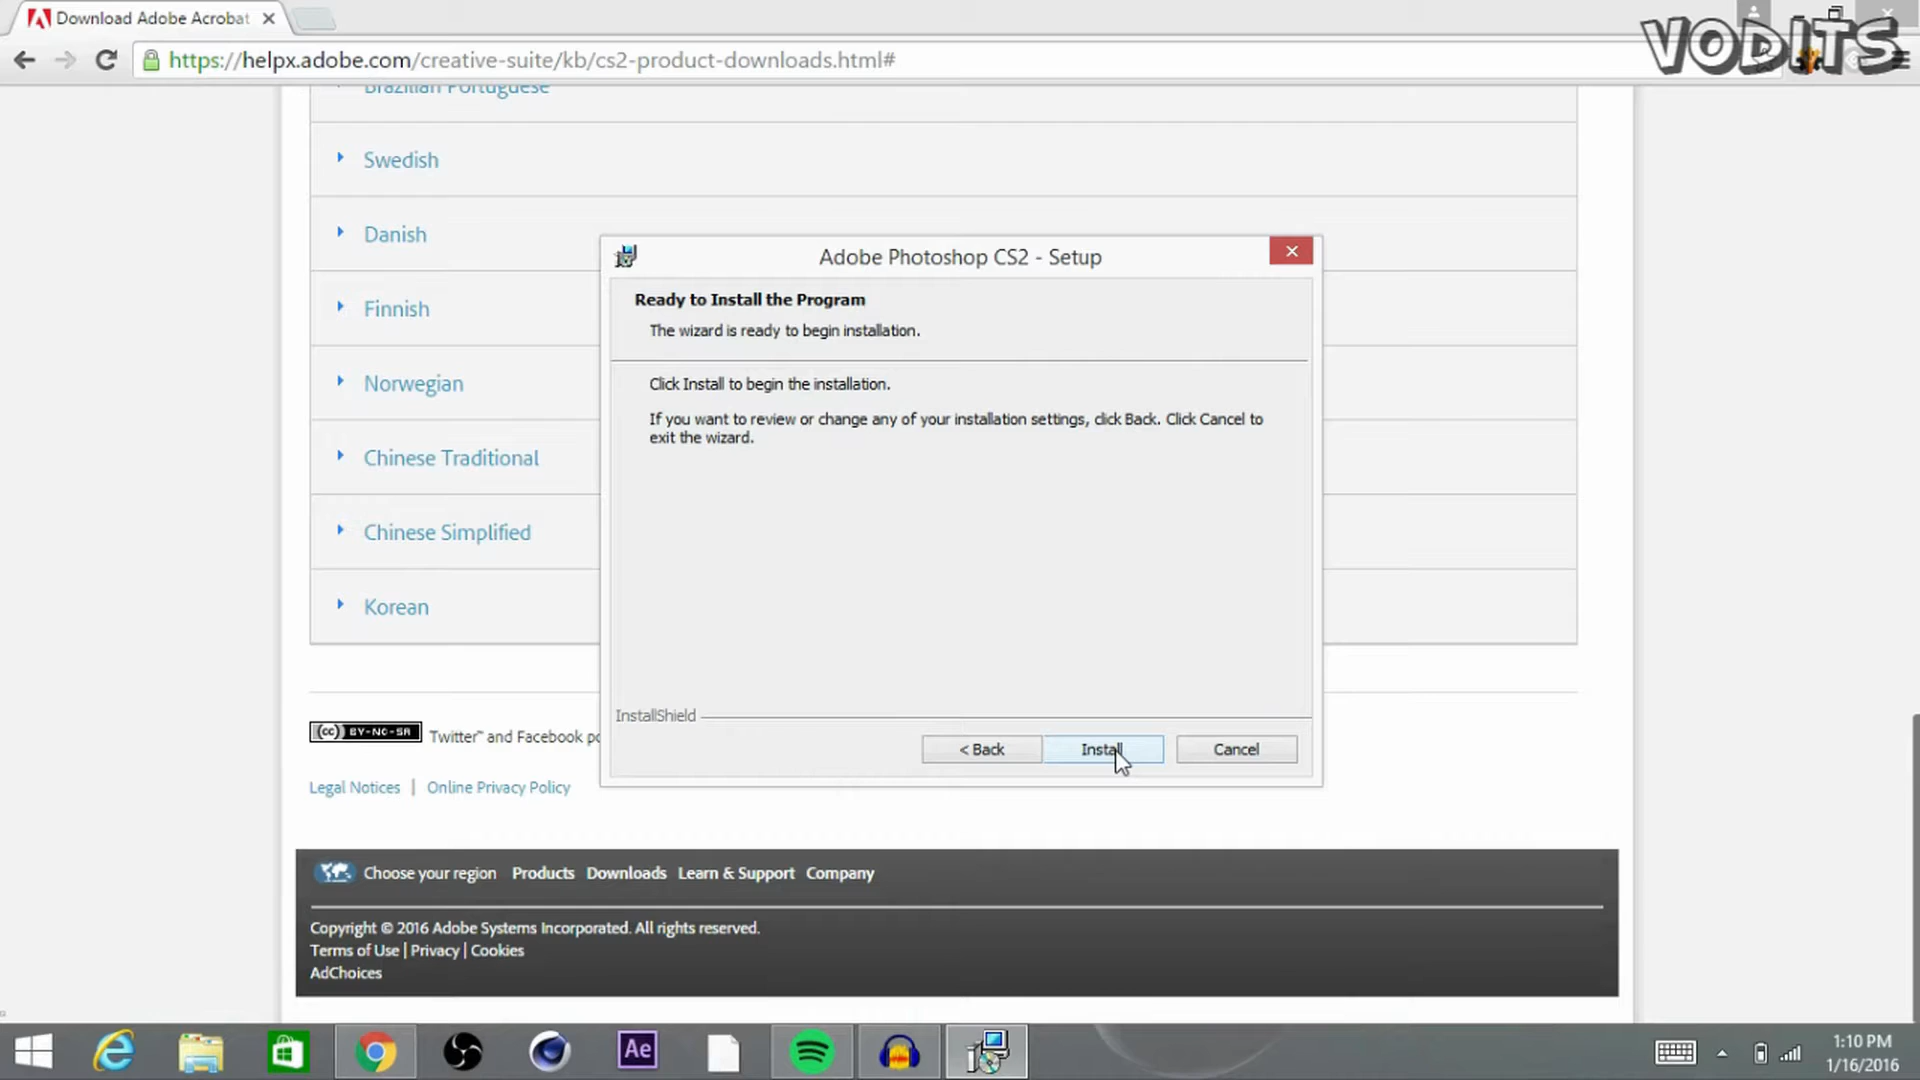 Download Adobe Acrobat
VODITS
https://helpx.adobe.com/creative-suite/kb/cs2-product-downloads.html#
Brazilian Portuguese
Swedish
Danish
Finnish
Norwegian
Chinese Traditional
Chinese Simplified
Korean
Adobe Photoshop CS2 - Setup
Ready to Install the Program
The wizard is ready to begin installation.
Click Install to begin the installation.
If you want to review or change any of your installation settings, click Back. Click Cancel to
exit the wizard.
InstallShield
< Back
Install
Cancel
(cc) BY-NC-SA
Twitter™ and Facebook po
Legal Notices | Online Privacy Policy
Choose your region Products Downloads Learn & Support Company
Copyright © 2016 Adobe Systems Incorporated. All rights reserved.
Terms of Use | Privacy | Cookies
AdChoices
Ae
1:10 PM
1/16/2016